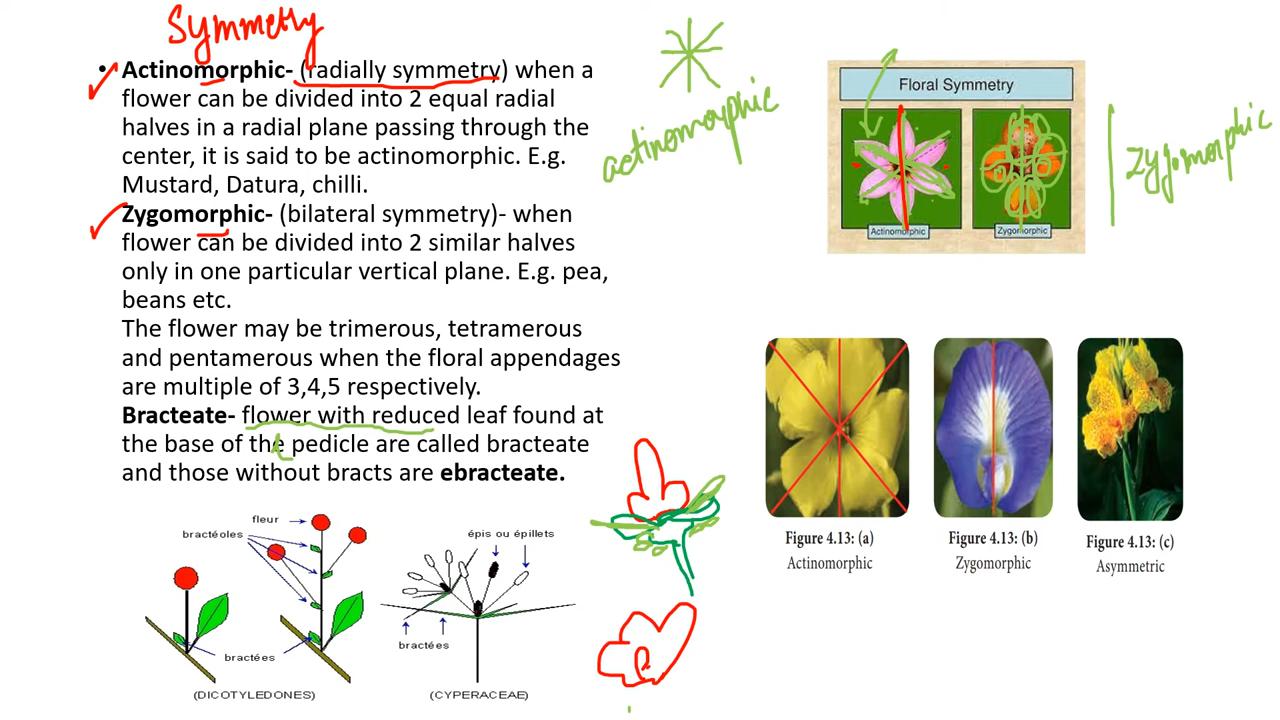 Symmetry
• Actinomorphic- (radially symmetry) when a
flower can be divided into 2 equal radial
halves in a radial plane passing through the
center, it is said to be actinomorphic. E.g.
Mustard, Datura, chilli.
Zygomorphic- (bilateral symmetry)- when
flower can be divided into 2 similar halves
only in one particular vertical plane. E.g. pea,
beans etc.
The flower may be trimerous, tetramerous
and pentamerous when the floral appendages
are multiple of 3,4,5 respectively.
Bracteate- flower with reduced leaf found at
the base of the pedicle are called bracteate
and those without bracts are ebracteate.
actinomorphic
Floral Symmetry
Actinomorphic
Zygomorphic
Zygomorphic
Figure 4.13: (a)
Actinomorphic
Figure 4.13: (b)
Zygomorphic
Figure 4.13: (c)
Asymmetric
fleur
bractéoles
bractées
(DICOTYLEDONES)
épis ou épillets
bractées
(CYPERACEAE)